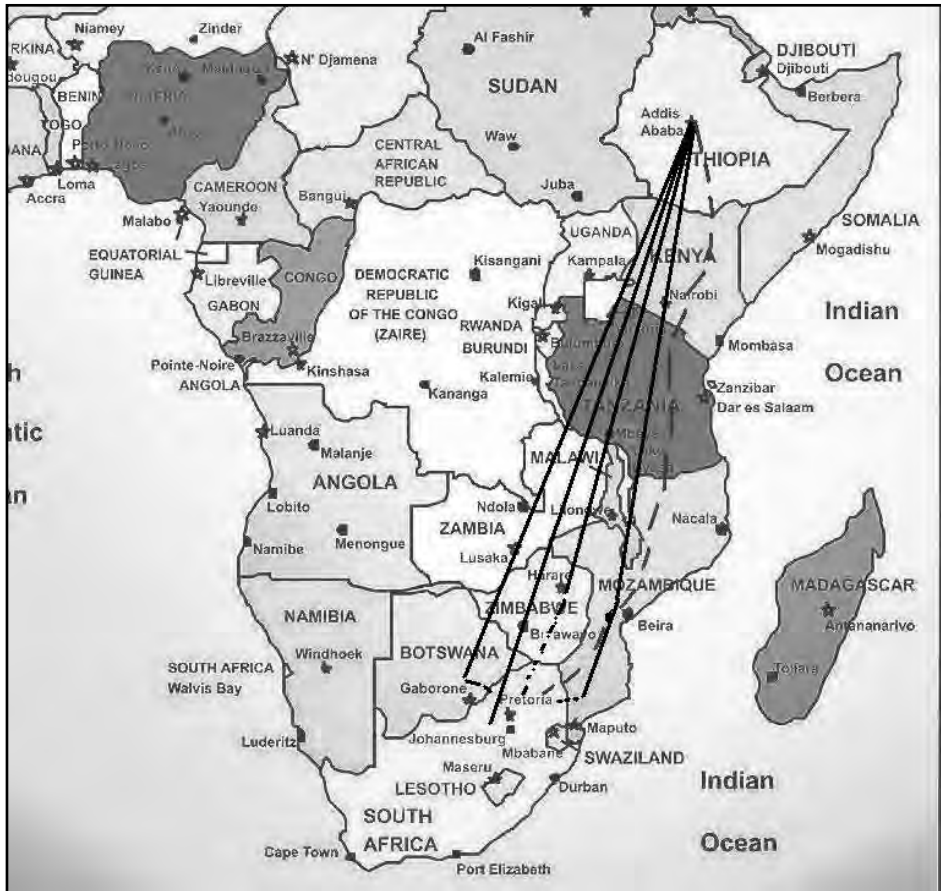 Niamey
Zinder
Al Fashir
N' Djamena
DJIBOUTI
Djibouti
SUDAN
Berbera
BENIN
TOGO
Addis
Ababa
Waw
THIOPIA
CENTRAL
AFRICAN
REPUBLIC
Loma
Accra
CAMEROON
Yaounde
Bangui
Juba
Malabo
UGANDA
SOMALIA
Mogadishu
EQUATORIAL
GUINEA
KENYA
Kisangani
Kampala
Libreville
CONGO
DEMOCRATIC
REPUBLIC
OF THE CONGO
(ZAIRE)
GABON
Nairobi
Indian
Ocean
Brazzaville
RWANDA
BURUNDI
Mombasa
Pointe-Noire
Kinshasa
ANGOLA
Kalemie
Kananga
Zanzibar
Dar es Salaam
TANZANIA
Luanda
Malanje
MALAWI
ANGOLA
Lobito
Ndola
ZAMBIA
Nacala
Namibe
Menongue
Lusaka
Harare
MOZAMBIQUE
MADAGASCAR
NAMIBIA
ZIMBABWE
Beira
Antananarivo
BOTSWANA
Windhoek
SOUTH AFRICA
Walvis Bay
Gaborone
Pretoria
Luderitz
Johannesburg
Maputo
Mbabane
SWAZILAND
Maseru
LESOTHO
Durban
Indian
Ocean
SOUTH
AFRICA
Cape Town
Port Elizabeth